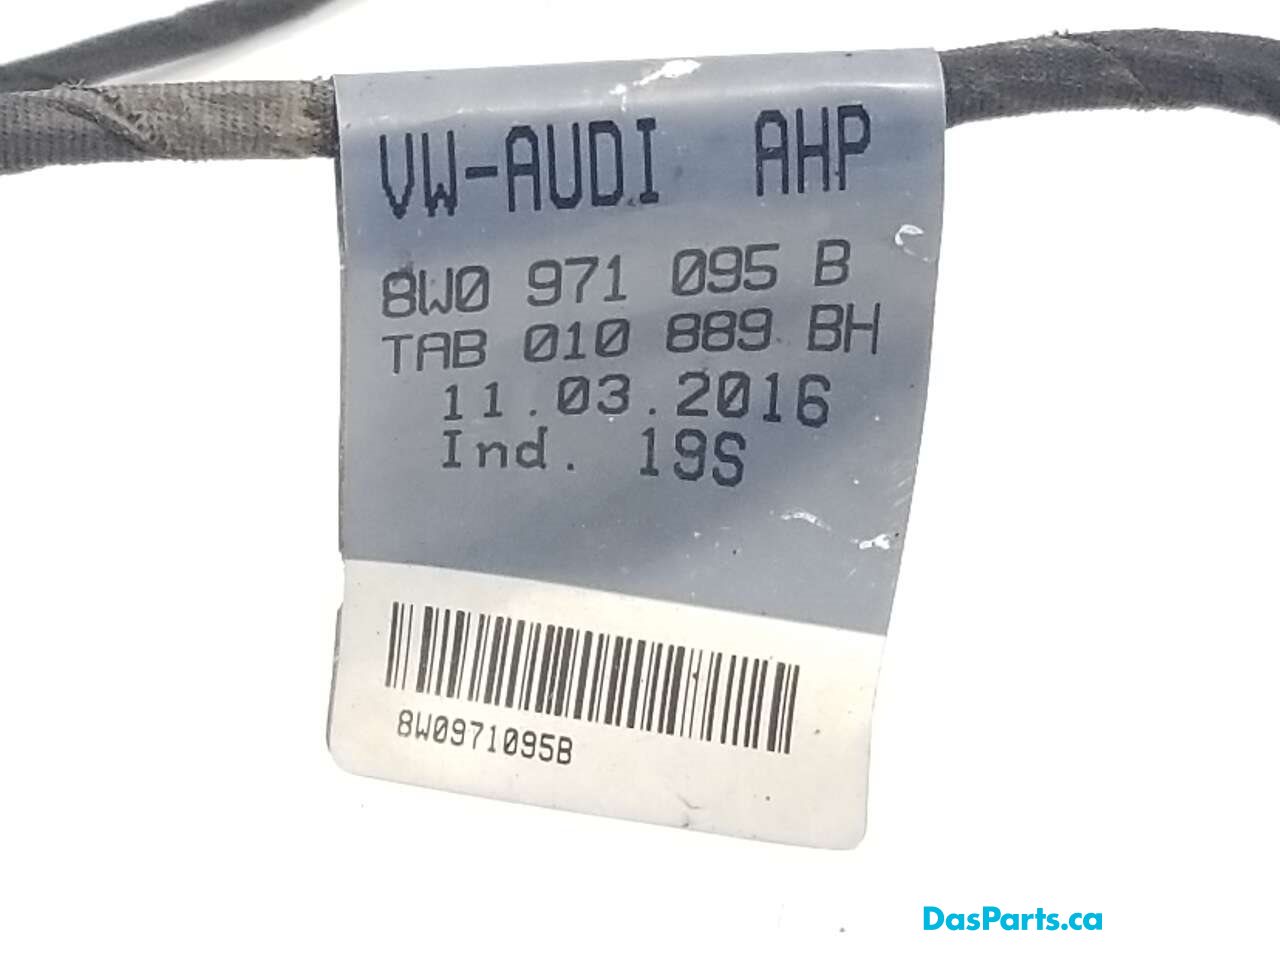 VW-AUDI AHP
8W0 971 095 B
TAB 010 889 BH
11.03.2016
Ind. 19S
8W0971095B
DasParts.ca